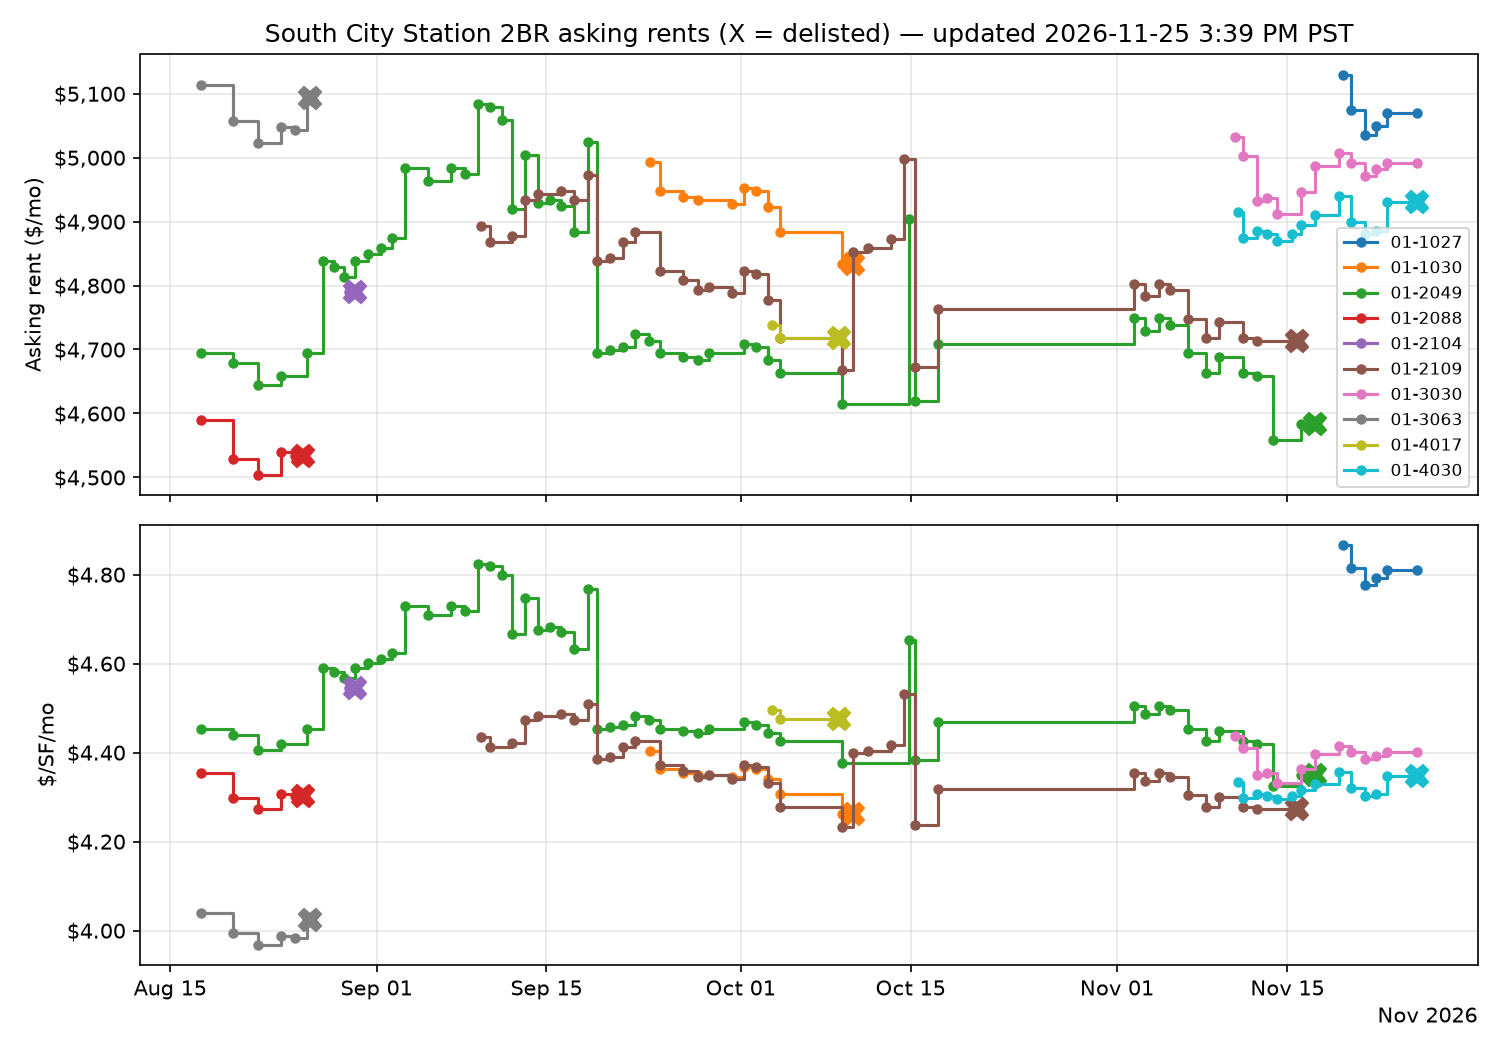 South City Station 2BR asking rents (X = delisted) — updated 2026-11-25 3:39 PM PST
Asking rent ($/mo)
$5,100
$5,000
$4,900
$4,800
$4,700
$4,600
$4,500
01-1027
01-1030
01-2049
01-2088
01-2104
01-2109
01-3030
01-3063
01-4017
01-4030
$/SF/mo
$4.80
$4.60
$4.40
$4.20
$4.00
Aug 15
Sep 01
Sep 15
Oct 01
Oct 15
Nov 01
Nov 15
Nov 2026